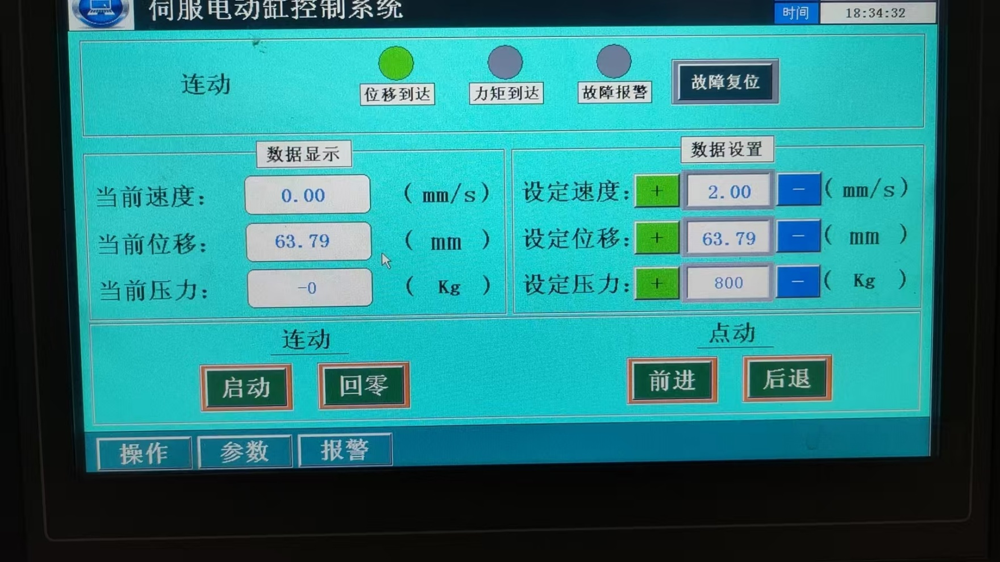 伺服电动缸控制系统
时间 18:34:32
连动
位移到达 力矩到达 故障报警 故障复位
数据显示
当前速度: 0.00 (mm/s)
当前位移: 63.79 ( mm )
当前压力: -0 ( Kg )
数据设置
设定速度: + 2.00 － (mm/s)
设定位移: + 63.79 － ( mm )
设定压力: + 800 － ( Kg )
连动
启动 回零
点动
前进 后退
操作 参数 报警